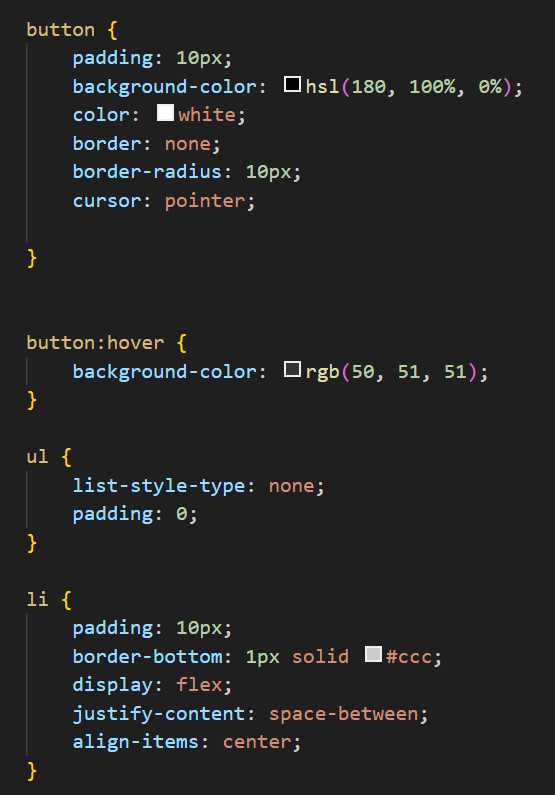 button {
    padding: 10px;
    background-color: hsl(180, 100%, 0%);
    color: white;
    border: none;
    border-radius: 10px;
    cursor: pointer;

}


button:hover {
    background-color: rgb(50, 51, 51);
}

ul {
    list-style-type: none;
    padding: 0;
}

li {
    padding: 10px;
    border-bottom: 1px solid #ccc;
    display: flex;
    justify-content: space-between;
    align-items: center;
}